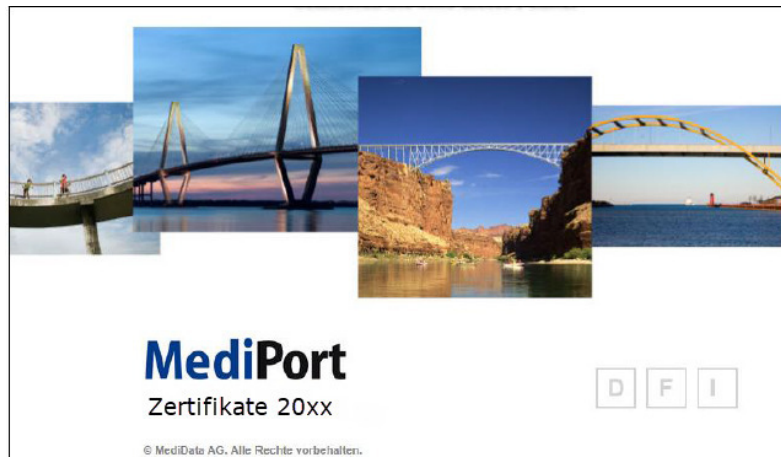 MediPort
Zertifikate 20xx
D F I
© MediData AG. Alle Rechte vorbehalten.